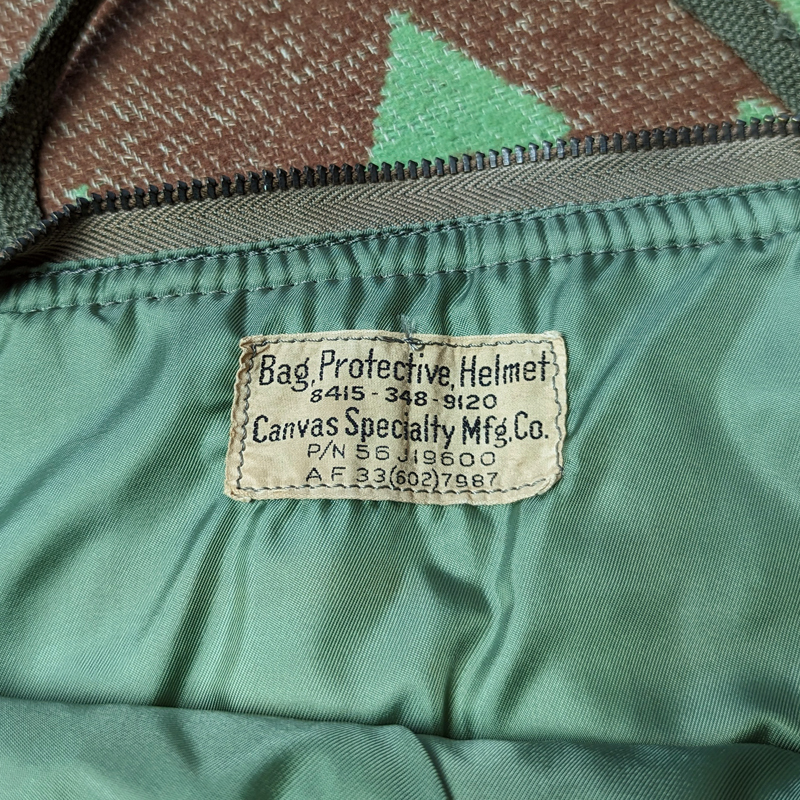 Bag, Protective, Helmet
8415-348-9120
Canvas Specialty Mfg. Co.
P/N 56J19600
AF 33(602)7987